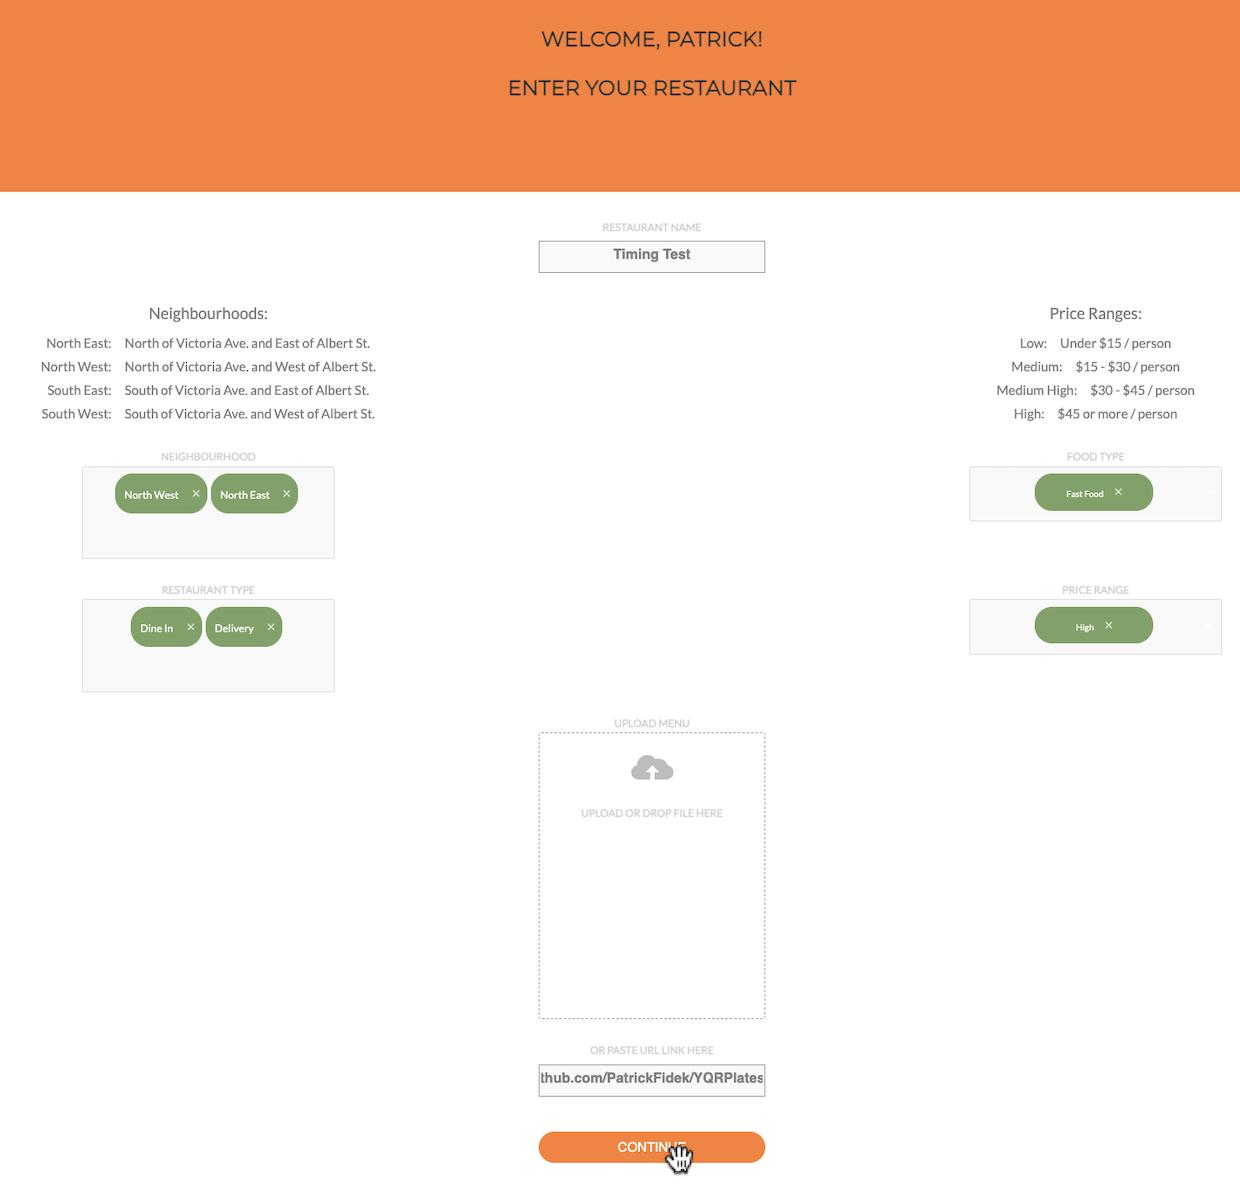 WELCOME, PATRICK!
ENTER YOUR RESTAURANT
RESTAURANT NAME
Timing Test
Neighbourhoods:
North East: North of Victoria Ave. and East of Albert St.
North West: North of Victoria Ave. and West of Albert St.
South East: South of Victoria Ave. and East of Albert St.
South West: South of Victoria Ave. and West of Albert St.
Price Ranges:
Low: Under $15 / person
Medium: $15 - $30 / person
Medium High: $30 - $45 / person
High: $45 or more / person
NEIGHBOURHOOD
North West × North East ×
FOOD TYPE
Fast Food ×
RESTAURANT TYPE
Dine In × Delivery ×
PRICE RANGE
High ×
UPLOAD MENU
UPLOAD OR DROP FILE HERE
OR PASTE URL LINK HERE
thub.com/PatrickFidek/YQRPlates
CONTINUE